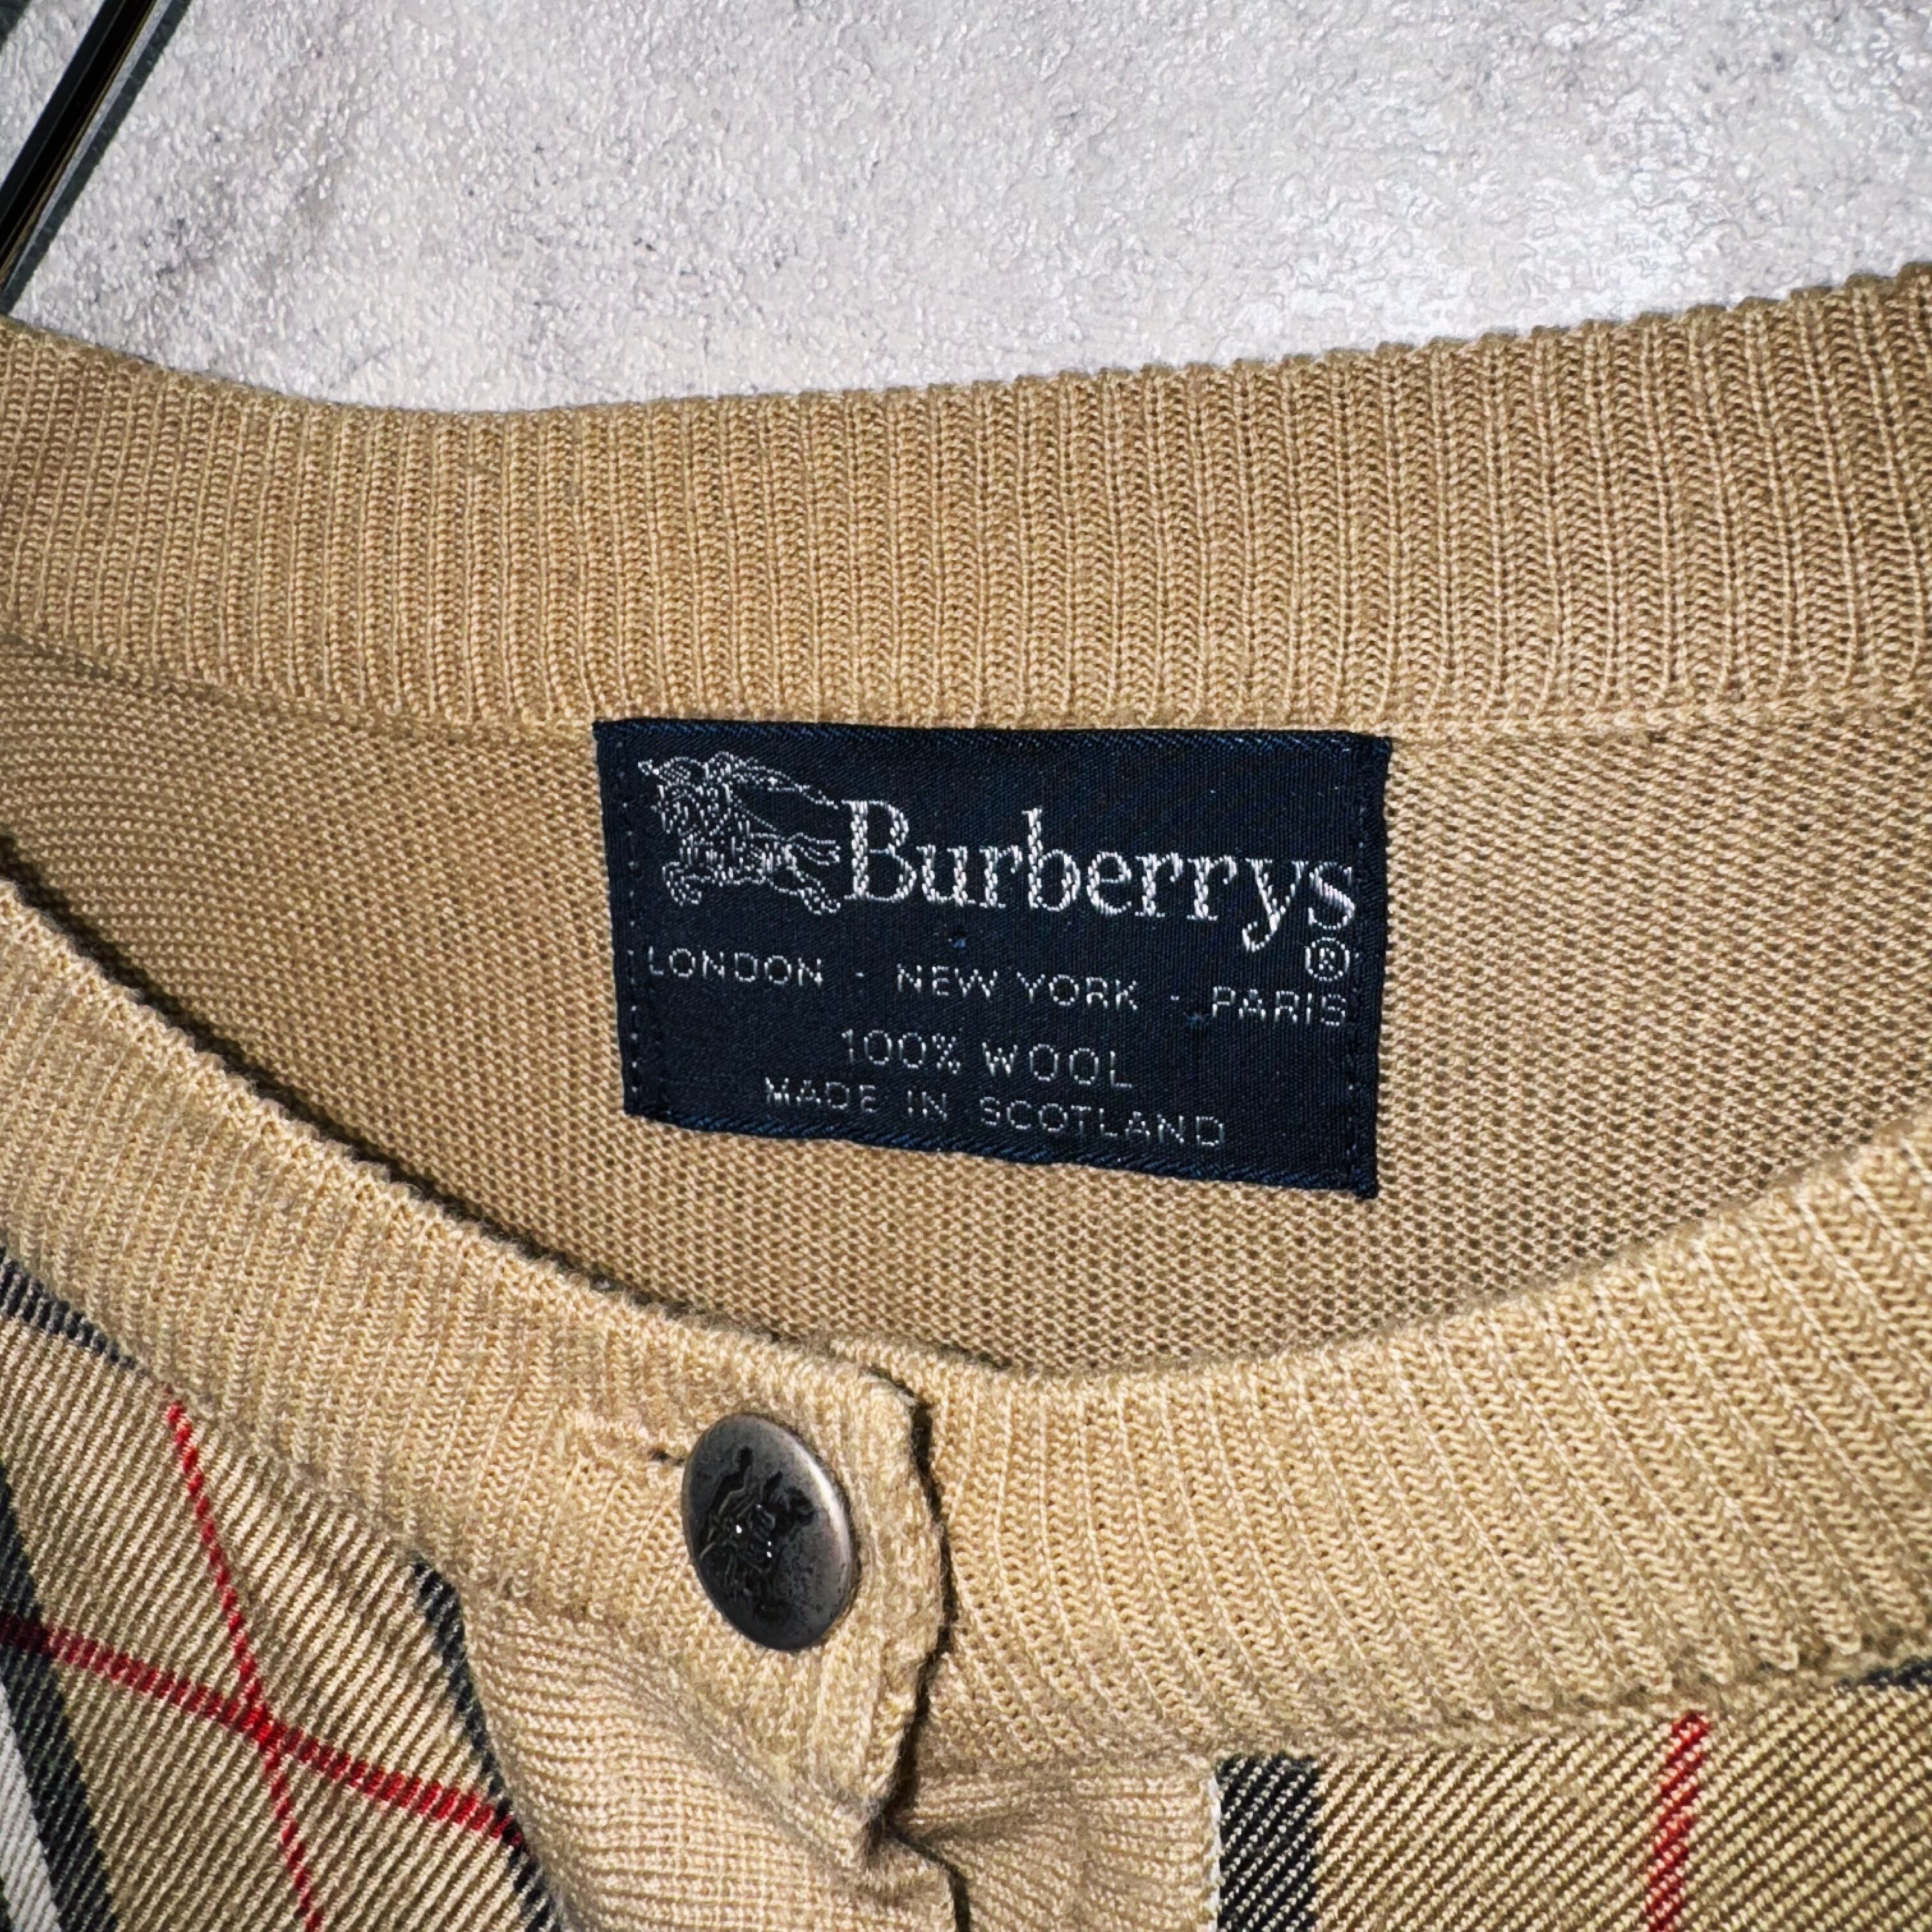 Burberrys
®
LONDON · NEW YORK · PARIS
100% WOOL
MADE IN SCOTLAND